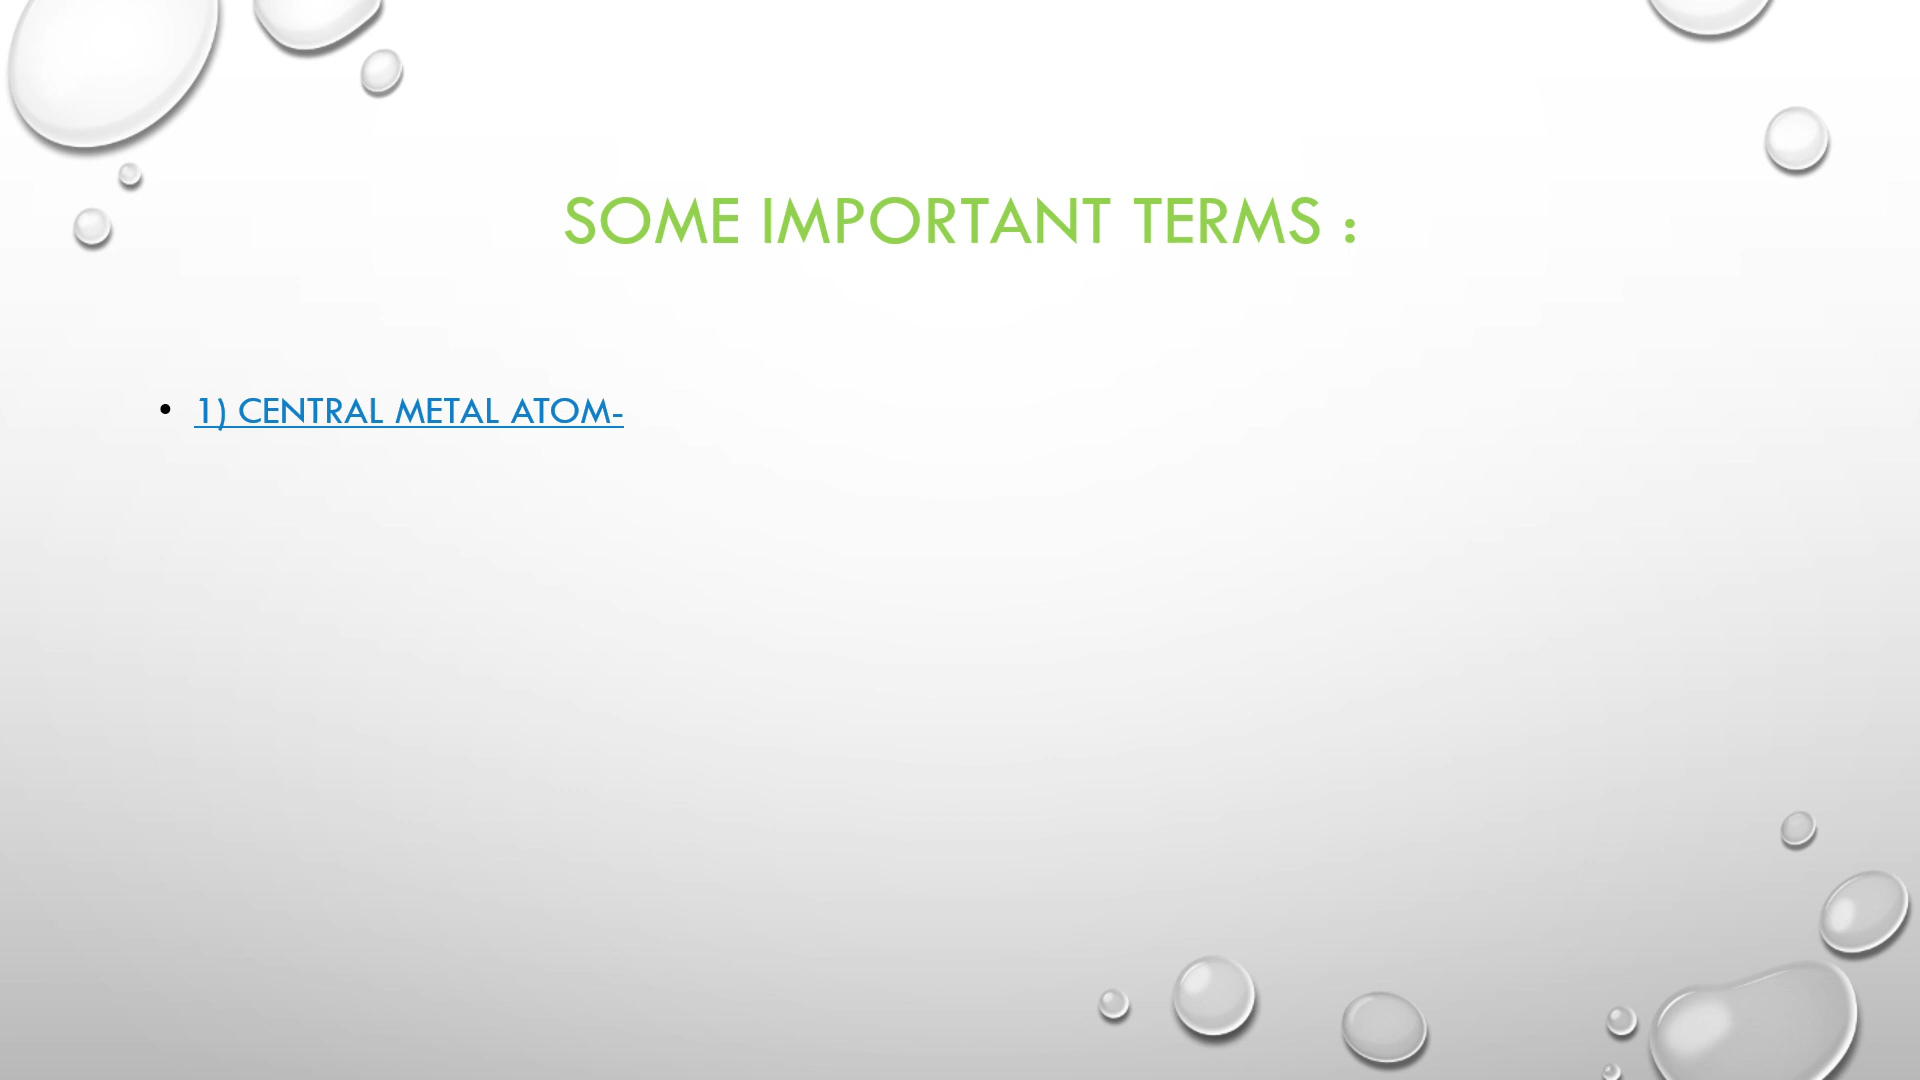 SOME IMPORTANT TERMS :
• 1) CENTRAL METAL ATOM-